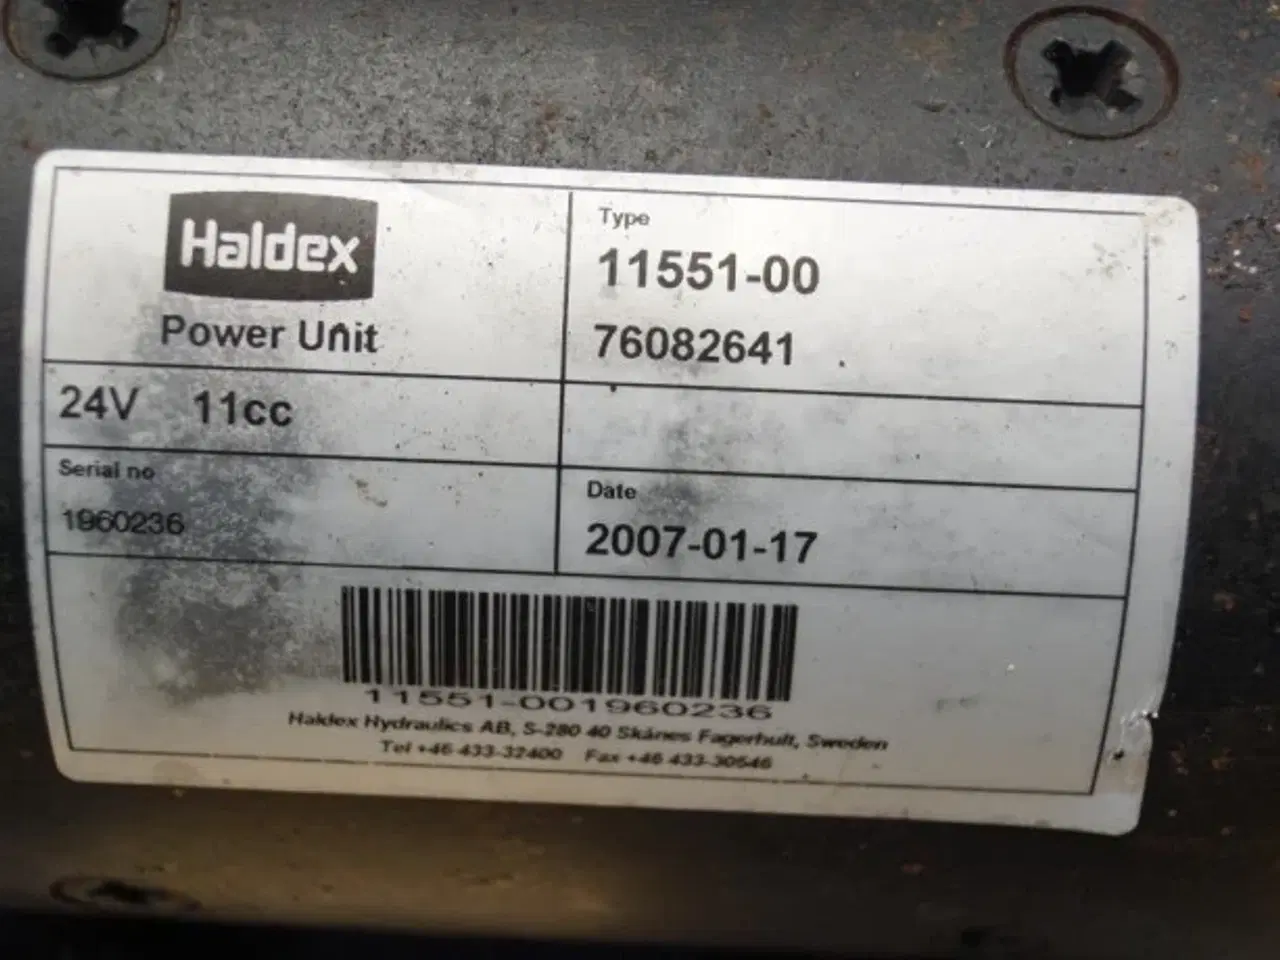 Haldex
Power Unit
Type
11551-00
76082641
24V 11cc
Serial no
1960236
Date
2007-01-17
11551-001960236
Haldex Hydraulics AB, S-280 40 Skånes Fagerhult, Sweden
Tel +46 433-32400 Fax +46 433-30546